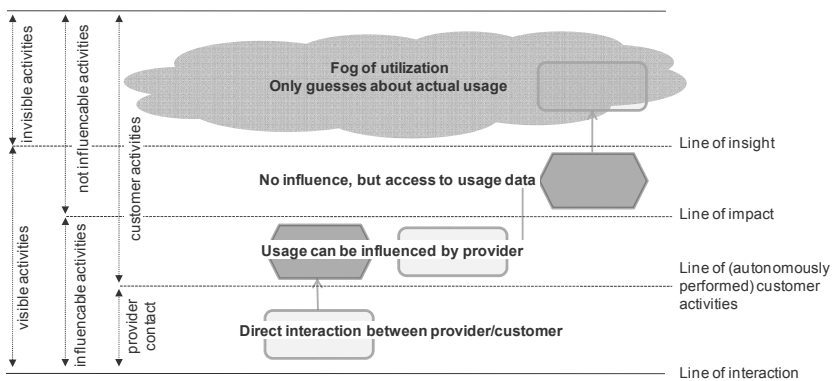 invisible activities
visible activities
not influencable activities
influencable activities
customer activities
provider
contact
Fog of utilization
Only guesses about actual usage
Line of insight
No influence, but access to usage data
Line of impact
Usage can be influenced by provider
Line of (autonomously
performed) customer
activities
Direct interaction between provider/customer
Line of interaction